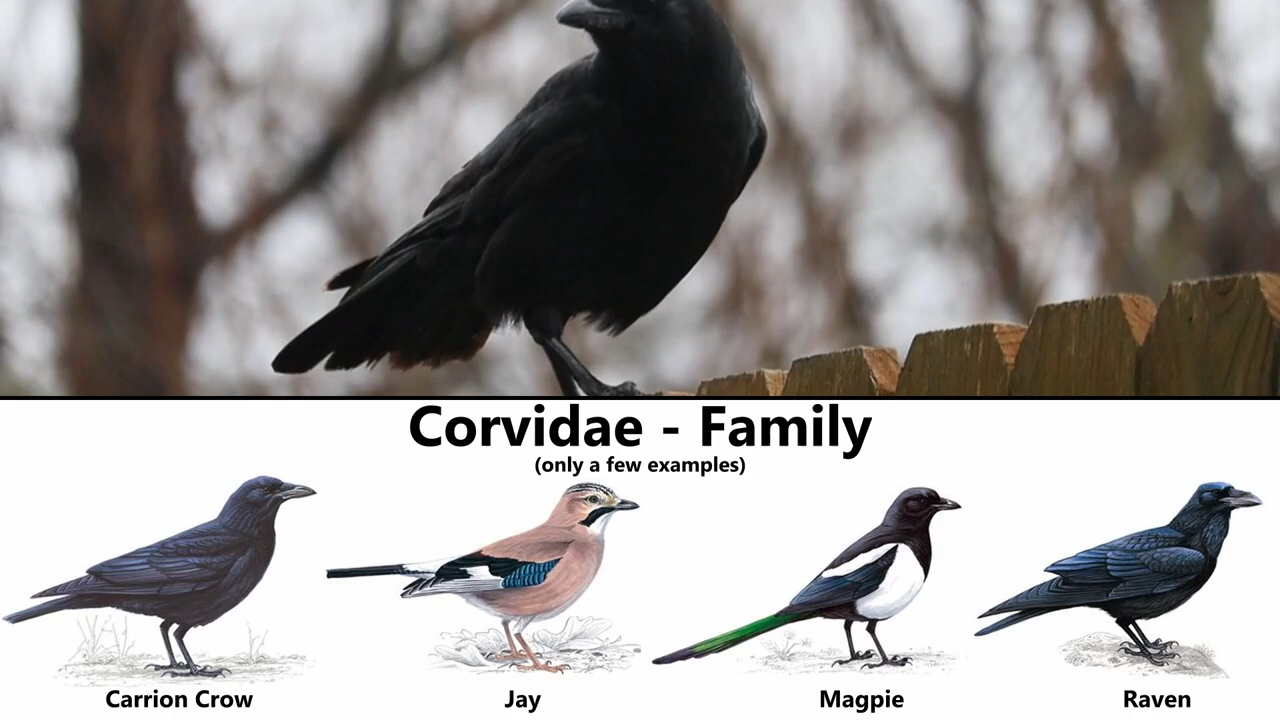 Corvidae - Family
(only a few examples)
Carrion Crow
Jay
Magpie
Raven